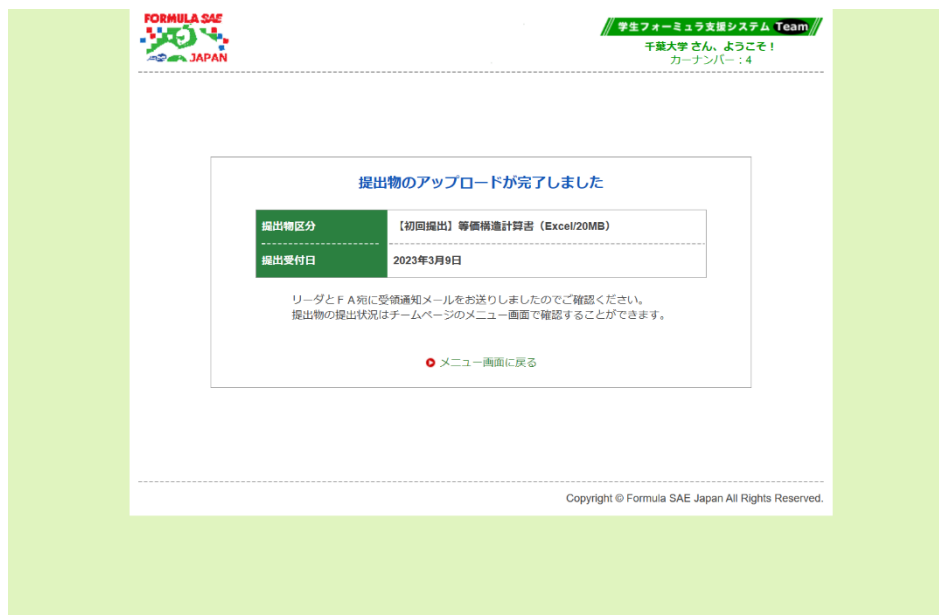 FORMULA SAE
JAPAN
学生フォーミュラ支援システム Team
千葉大学 さん、ようこそ！
カーナンバー：4
提出物のアップロードが完了しました
提出物区分 【初回提出】等価構造計算書（Excel/20MB）
提出受付日 2023年3月9日
リーダとＦＡ宛に受領通知メールをお送りしましたのでご確認ください。
提出物の提出状況はチームページのメニュー画面で確認することができます。
メニュー画面に戻る
Copyright © Formula SAE Japan All Rights Reserved.